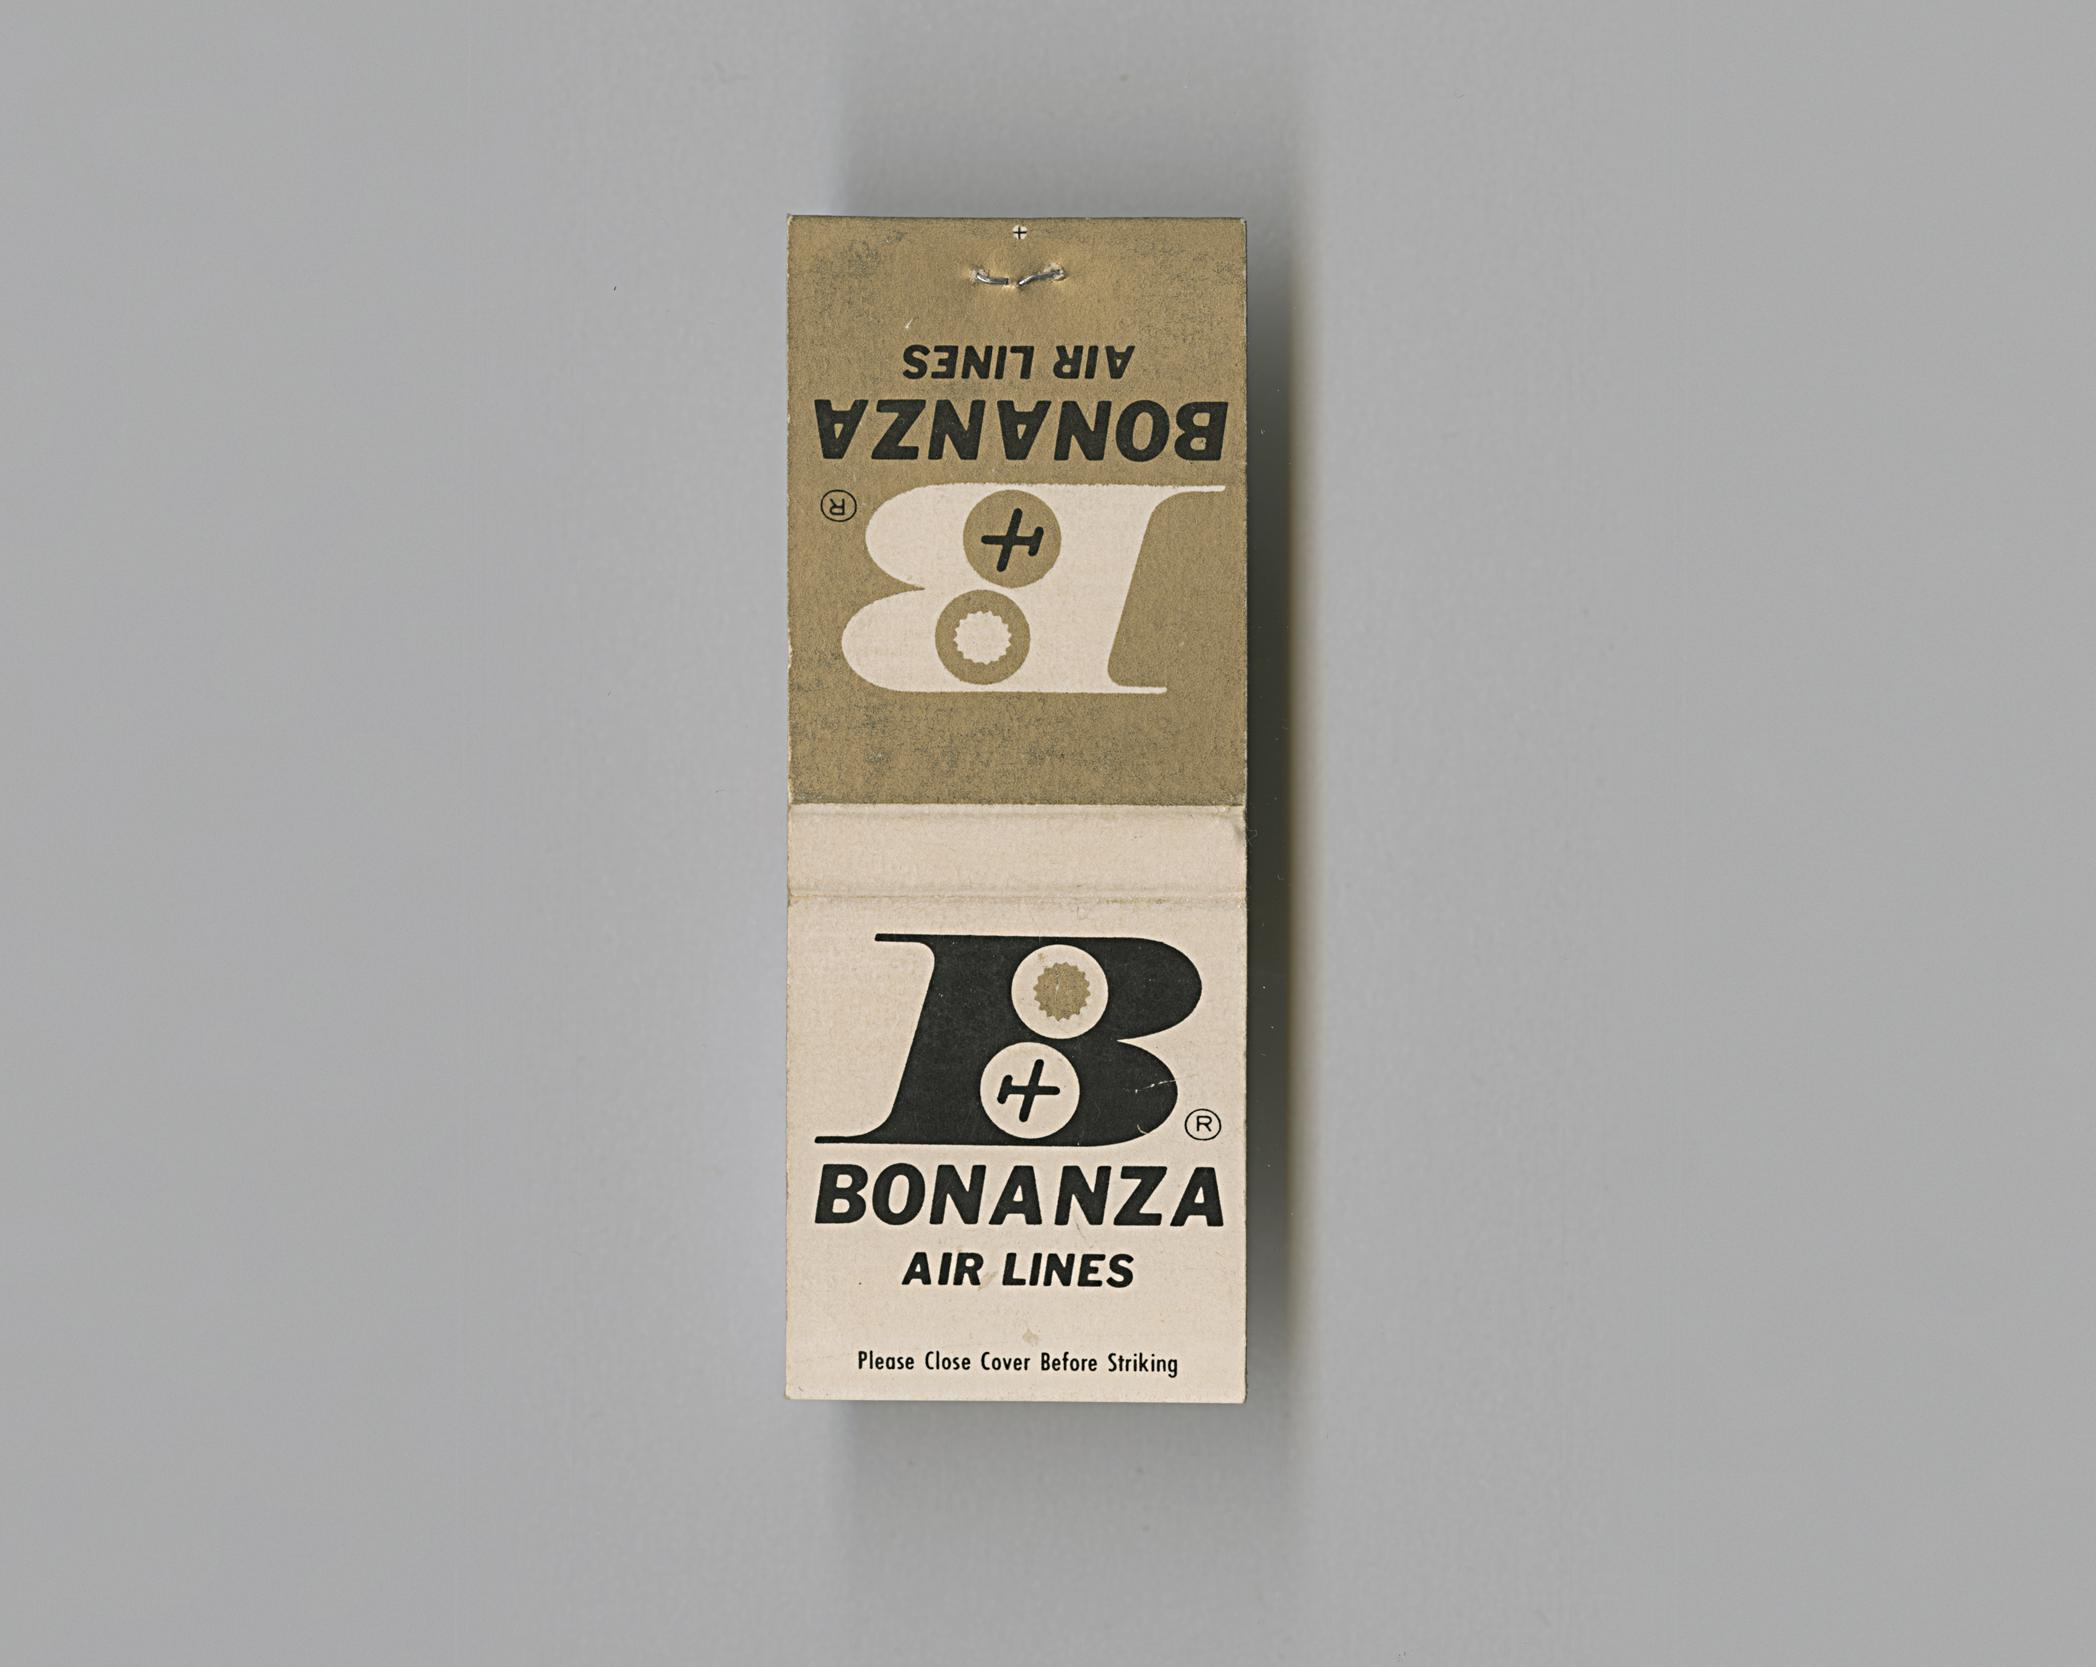 AIR LINES
BONANZA
®
B
B
®
BONANZA
AIR LINES
Please Close Cover Before Striking